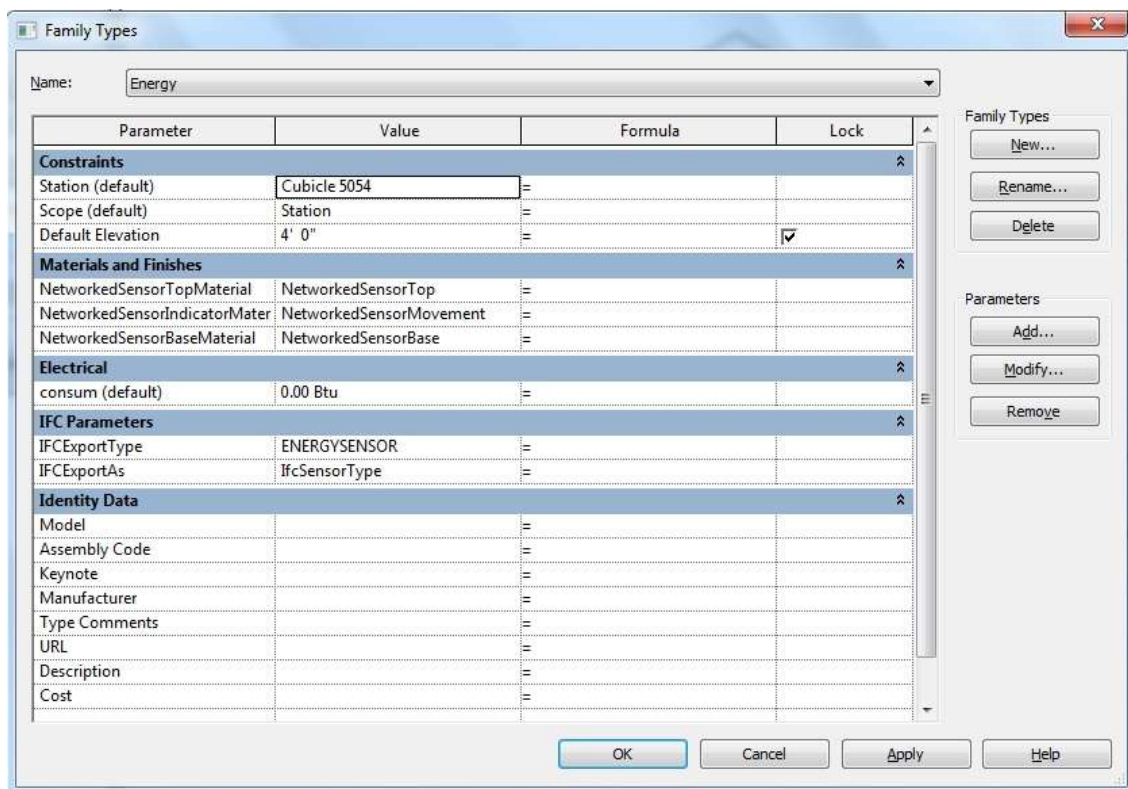 Family Types
Name: Energy
Parameter Value Formula Lock
Constraints
Station (default) Cubicle 5054 =
Scope (default) Station =
Default Elevation 4' 0" =
Materials and Finishes
NetworkedSensorTopMaterial NetworkedSensorTop =
NetworkedSensorIndicatorMater NetworkedSensorMovement =
NetworkedSensorBaseMaterial NetworkedSensorBase =
Electrical
consum (default) 0.00 Btu =
IFC Parameters
IFCExportType ENERGYSENSOR =
IFCExportAs IfcSensorType =
Identity Data
Model =
Assembly Code =
Keynote =
Manufacturer =
Type Comments =
URL =
Description =
Cost =
Family Types
New...
Rename...
Delete
Parameters
Add...
Modify...
Remove
OK Cancel Apply Help